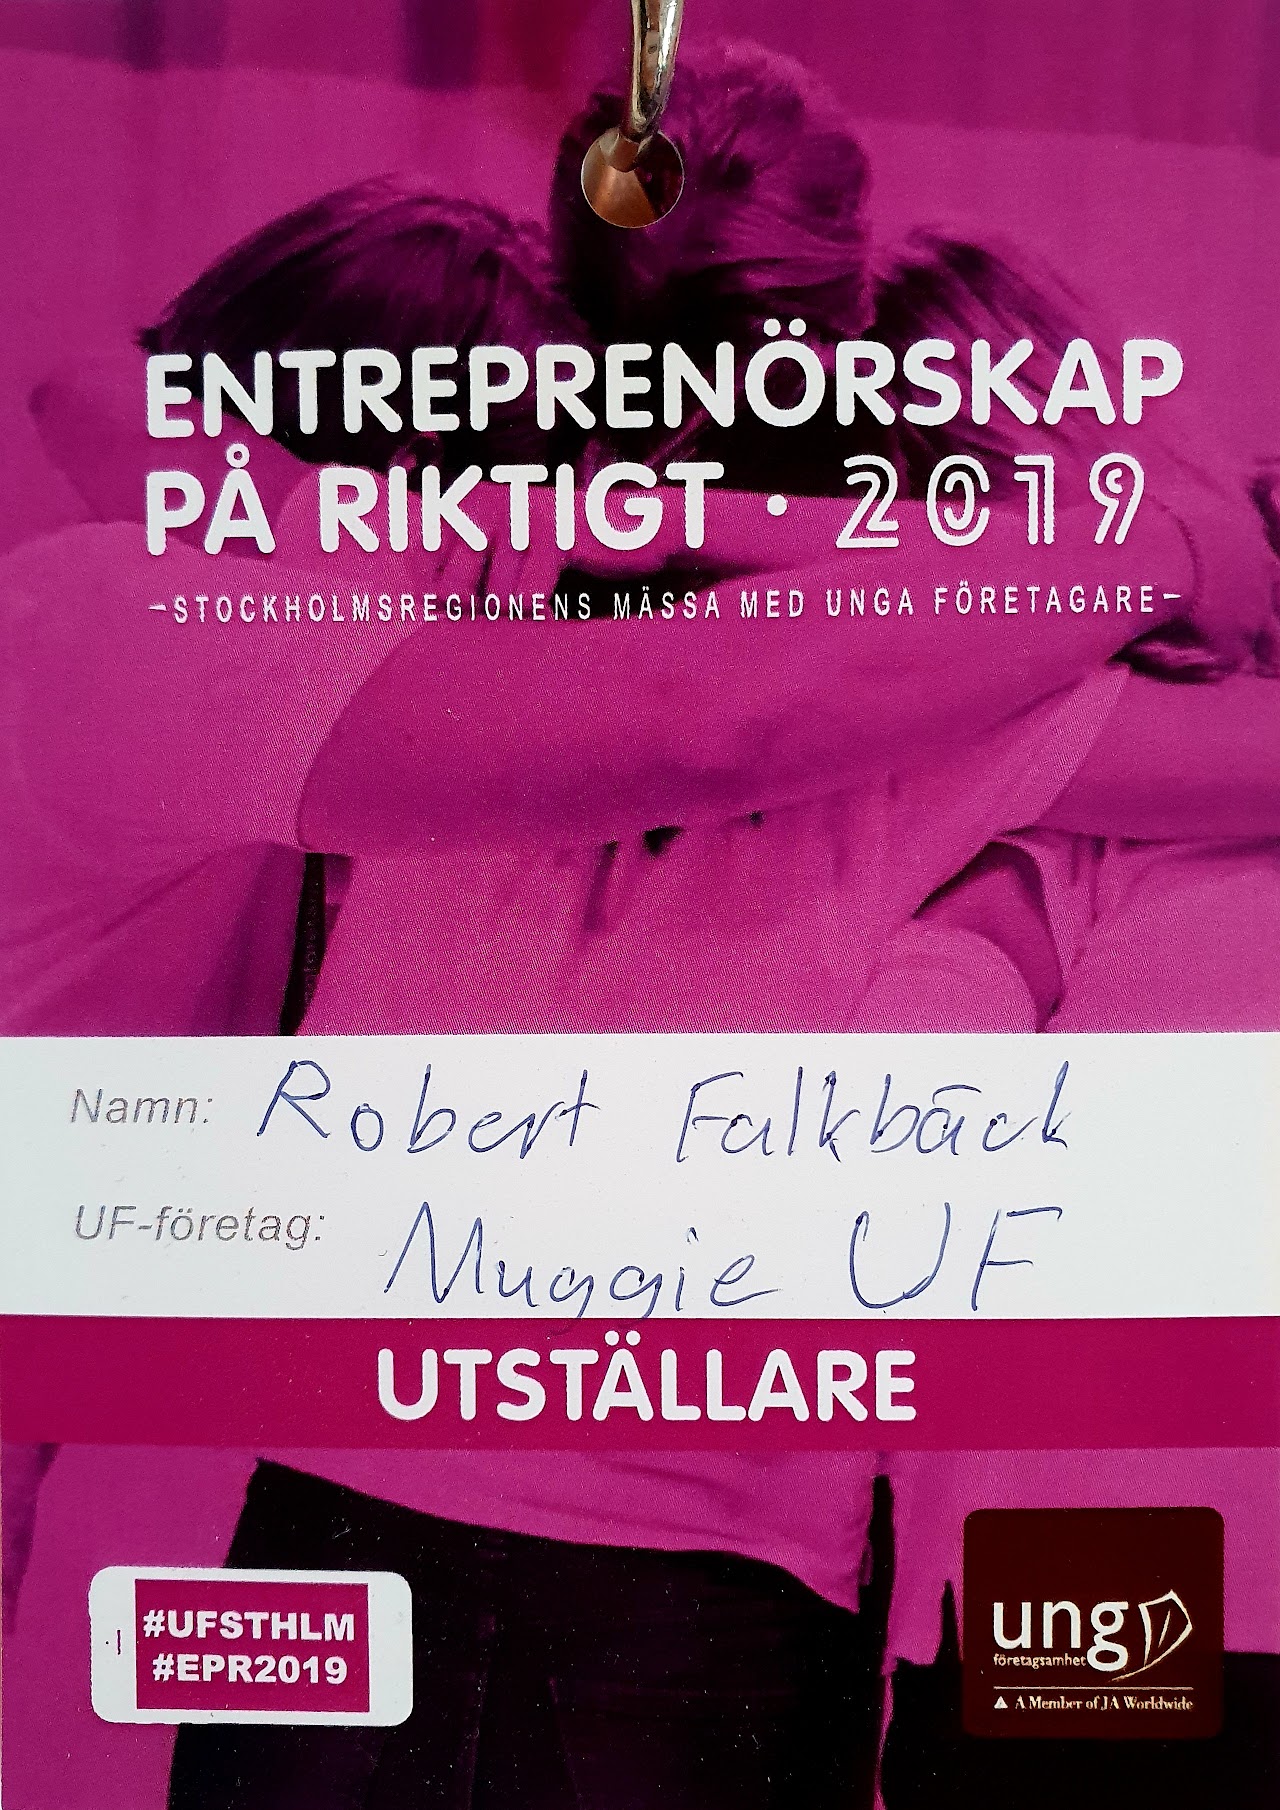 ENTREPRENÖRSKAP
PÅ RIKTIGT · 2019
–STOCKHOLMSREGIONENS MÄSSA MED UNGA FÖRETAGARE–
Namn: Robert Falkbäck
UF-företag: Muggie UF
UTSTÄLLARE
#UFSTHLM
#EPR2019
ung
företagsamhet
A Member of JA Worldwide